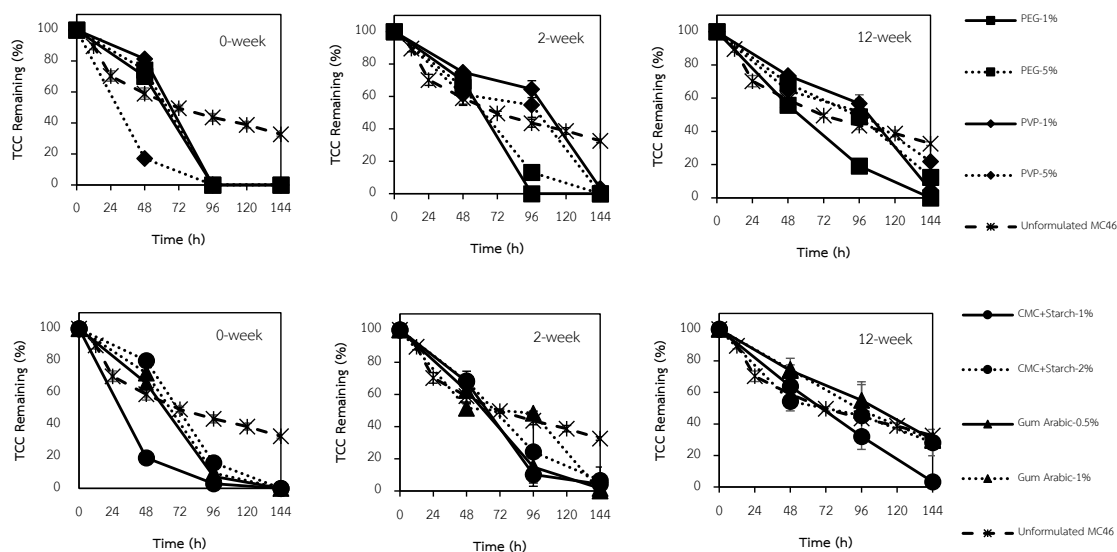 0-week
TCC Remaining (%)
100
80
60
40
20
0
0 24 48 72 96 120 144
Time (h)
2-week
TCC Remaining (%)
100
80
60
40
20
0
0 24 48 72 96 120 144
Time (h)
12-week
TCC Remaining (%)
100
80
60
40
20
0
0 24 48 72 96 120 144
Time (h)
PEG-1%
PEG-5%
PVP-1%
PVP-5%
Unformulated MC46
0-week
TCC Remaining (%)
100
80
60
40
20
0
0 24 48 72 96 120 144
Time (h)
2-week
TCC Remaining (%)
100
80
60
40
20
0
0 24 48 72 96 120 144
Time (h)
12-week
TCC Remaining (%)
100
80
60
40
20
0
0 24 48 72 96 120 144
Time (h)
CMC+Starch-1%
CMC+Starch-2%
Gum Arabic-0.5%
Gum Arabic-1%
Unformulated MC46